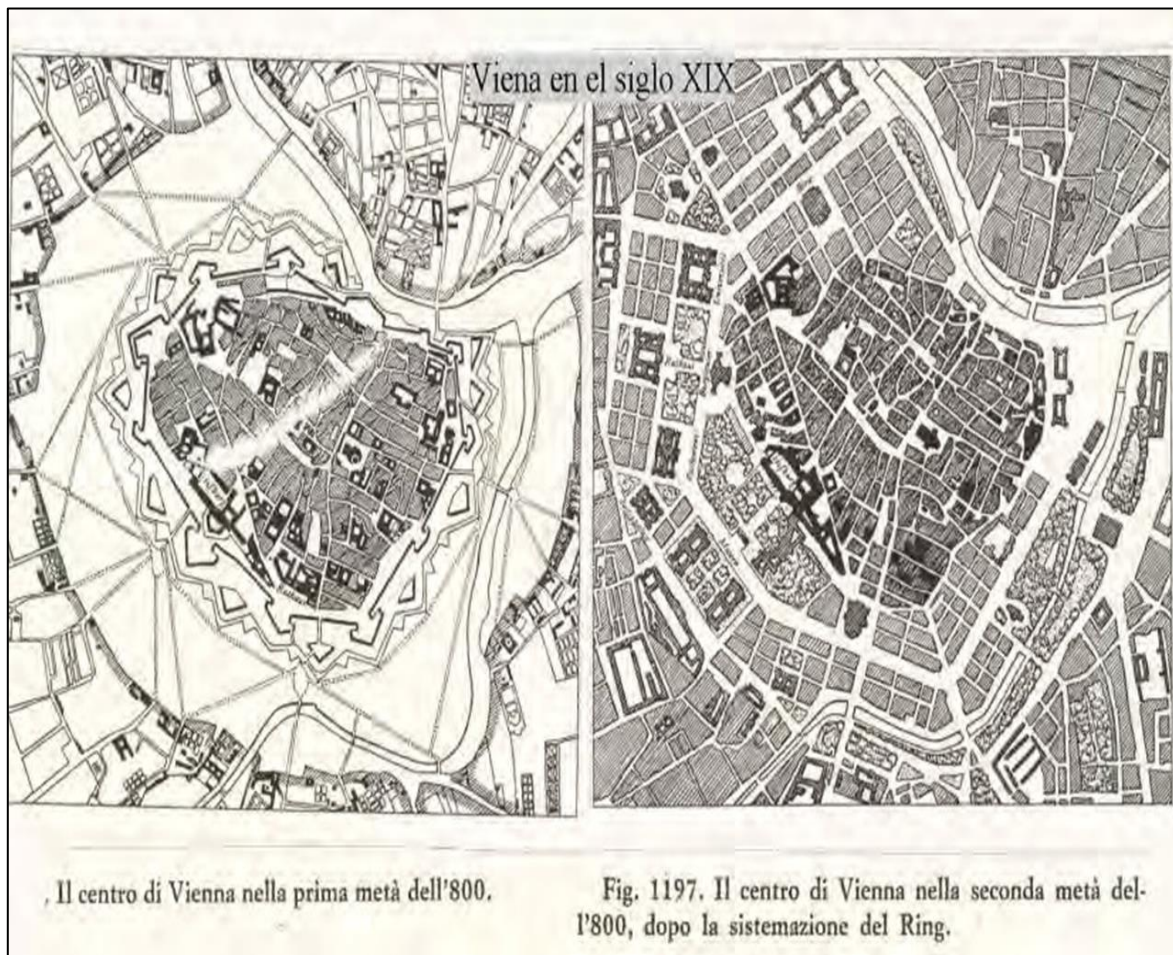 Viena en el siglo XIX
Il centro di Vienna nella prima metà dell'800.
Fig. 1197. Il centro di Vienna nella seconda metà del-
l'800, dopo la sistemazione del Ring.